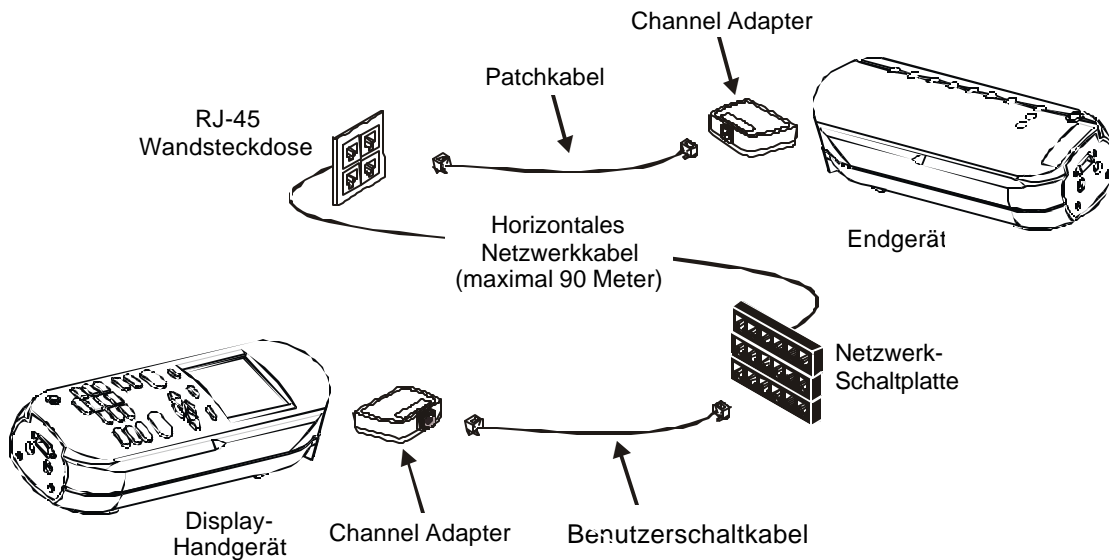 Channel Adapter
Patchkabel
RJ-45
Wandsteckdose
Horizontales
Netzwerkkabel
(maximal 90 Meter)
Endgerät
Netzwerk-
Schaltplatte
Display-
Handgerät
Channel Adapter
Benutzerschaltkabel